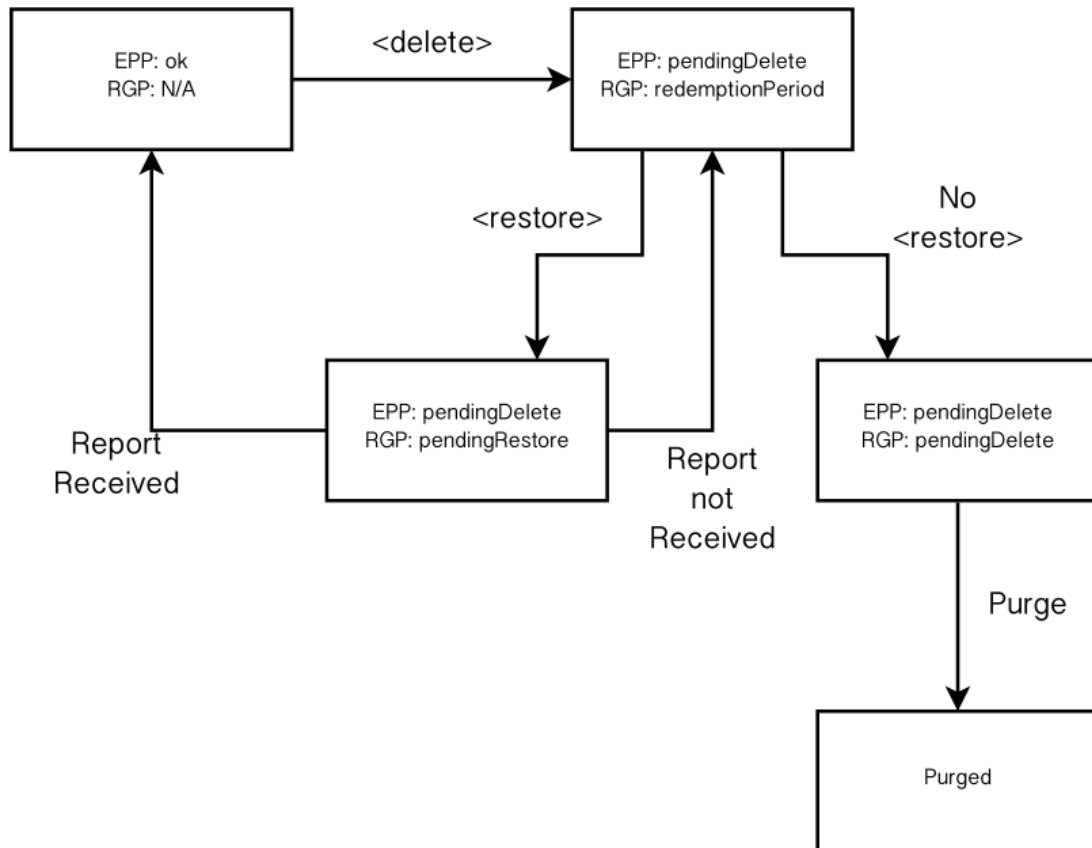 EPP: ok
RGP: N/A
<delete>
EPP: pendingDelete
RGP: redemptionPeriod
<restore>
No
<restore>
EPP: pendingDelete
RGP: pendingRestore
EPP: pendingDelete
RGP: pendingDelete
Report
Received
Report
not
Received
Purge
Purged